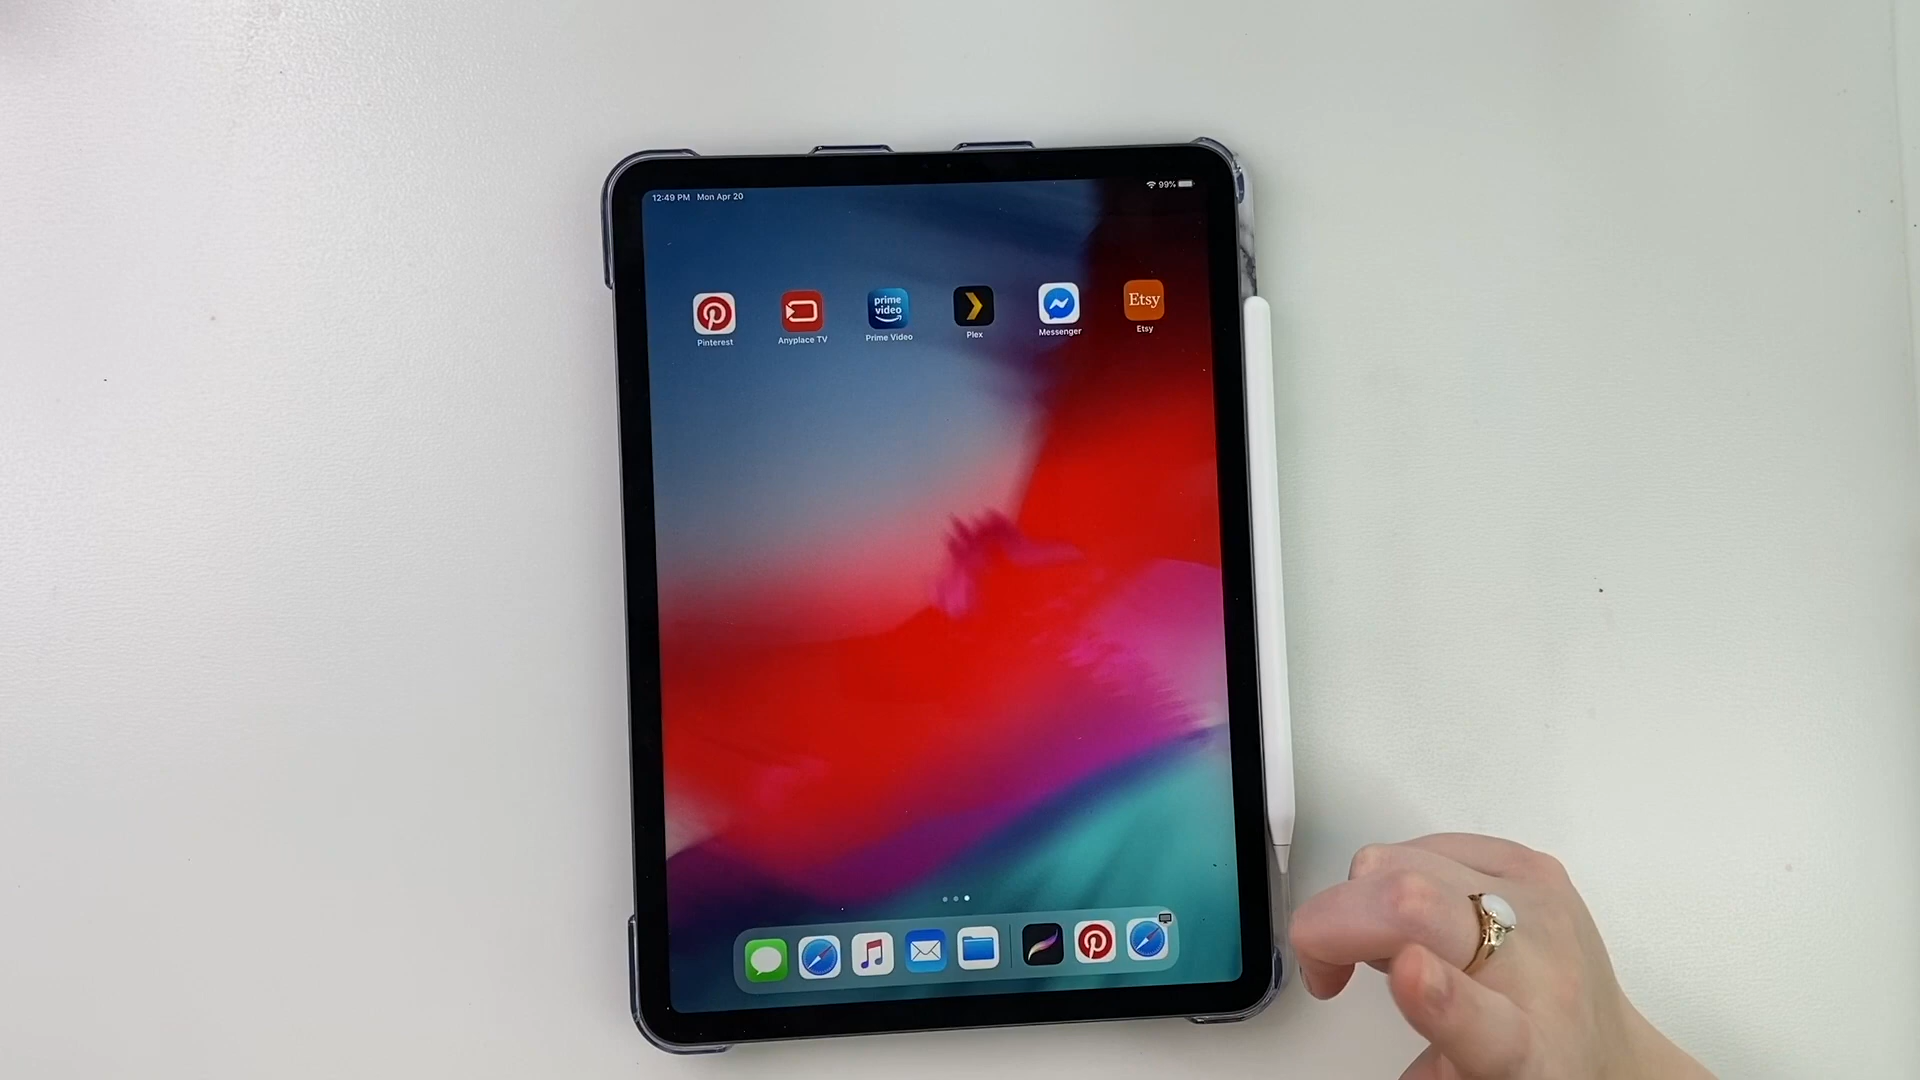 12:49 PM Mon Apr 20
99%
prime video
Etsy
Pinterest
Anyplace TV
Prime Video
Plex
Messenger
Etsy